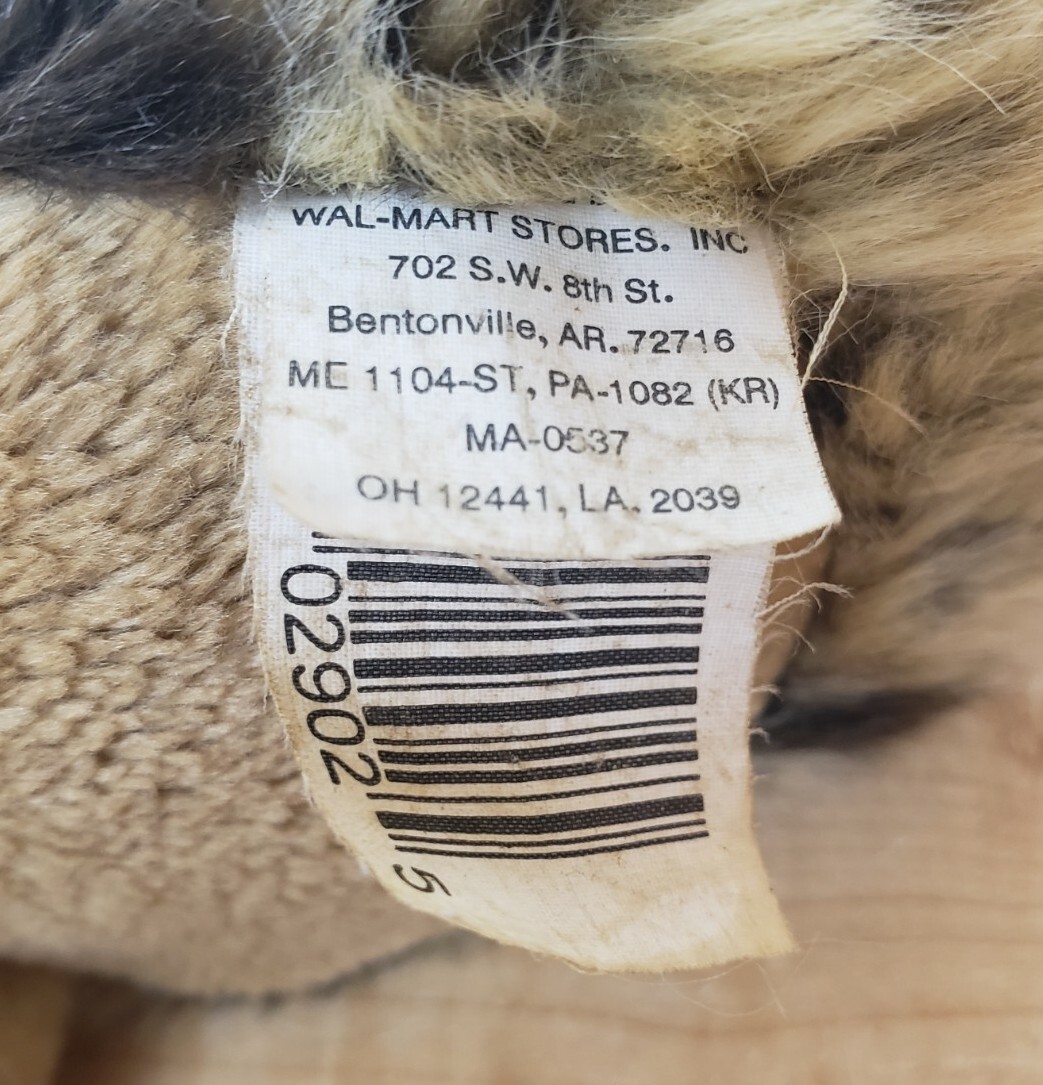 WAL-MART STORES. INC
702 S.W. 8th St.
Bentonville, AR. 72716
ME 1104-ST, PA-1082 (KR)
MA-0537
OH 12441, LA. 2039
02902
5